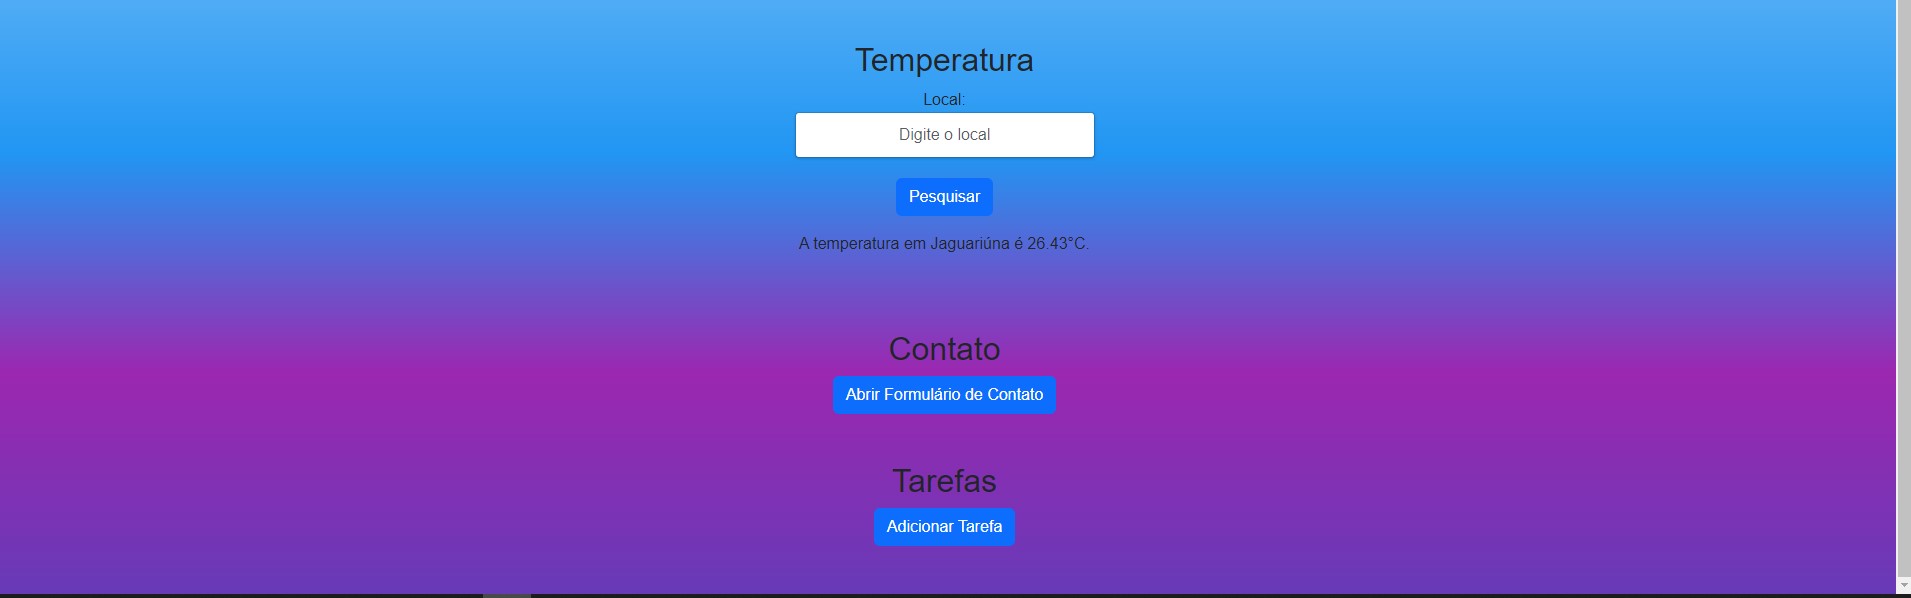 Temperatura
Local:
Digite o local
Pesquisar
A temperatura em Jaguariúna é 26.43°C.
Contato
Abrir Formulário de Contato
Tarefas
Adicionar Tarefa